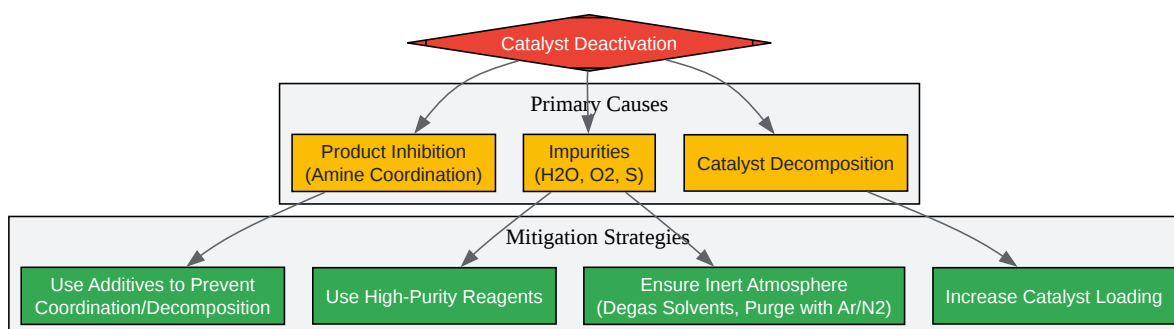 Catalyst Deactivation
Primary Causes
Product Inhibition
(Amine Coordination)
Impurities
(H2O, O2, S)
Catalyst Decomposition
Mitigation Strategies
Use Additives to Prevent
Coordination/Decomposition
Use High-Purity Reagents
Ensure Inert Atmosphere
(Degas Solvents, Purge with Ar/N2)
Increase Catalyst Loading